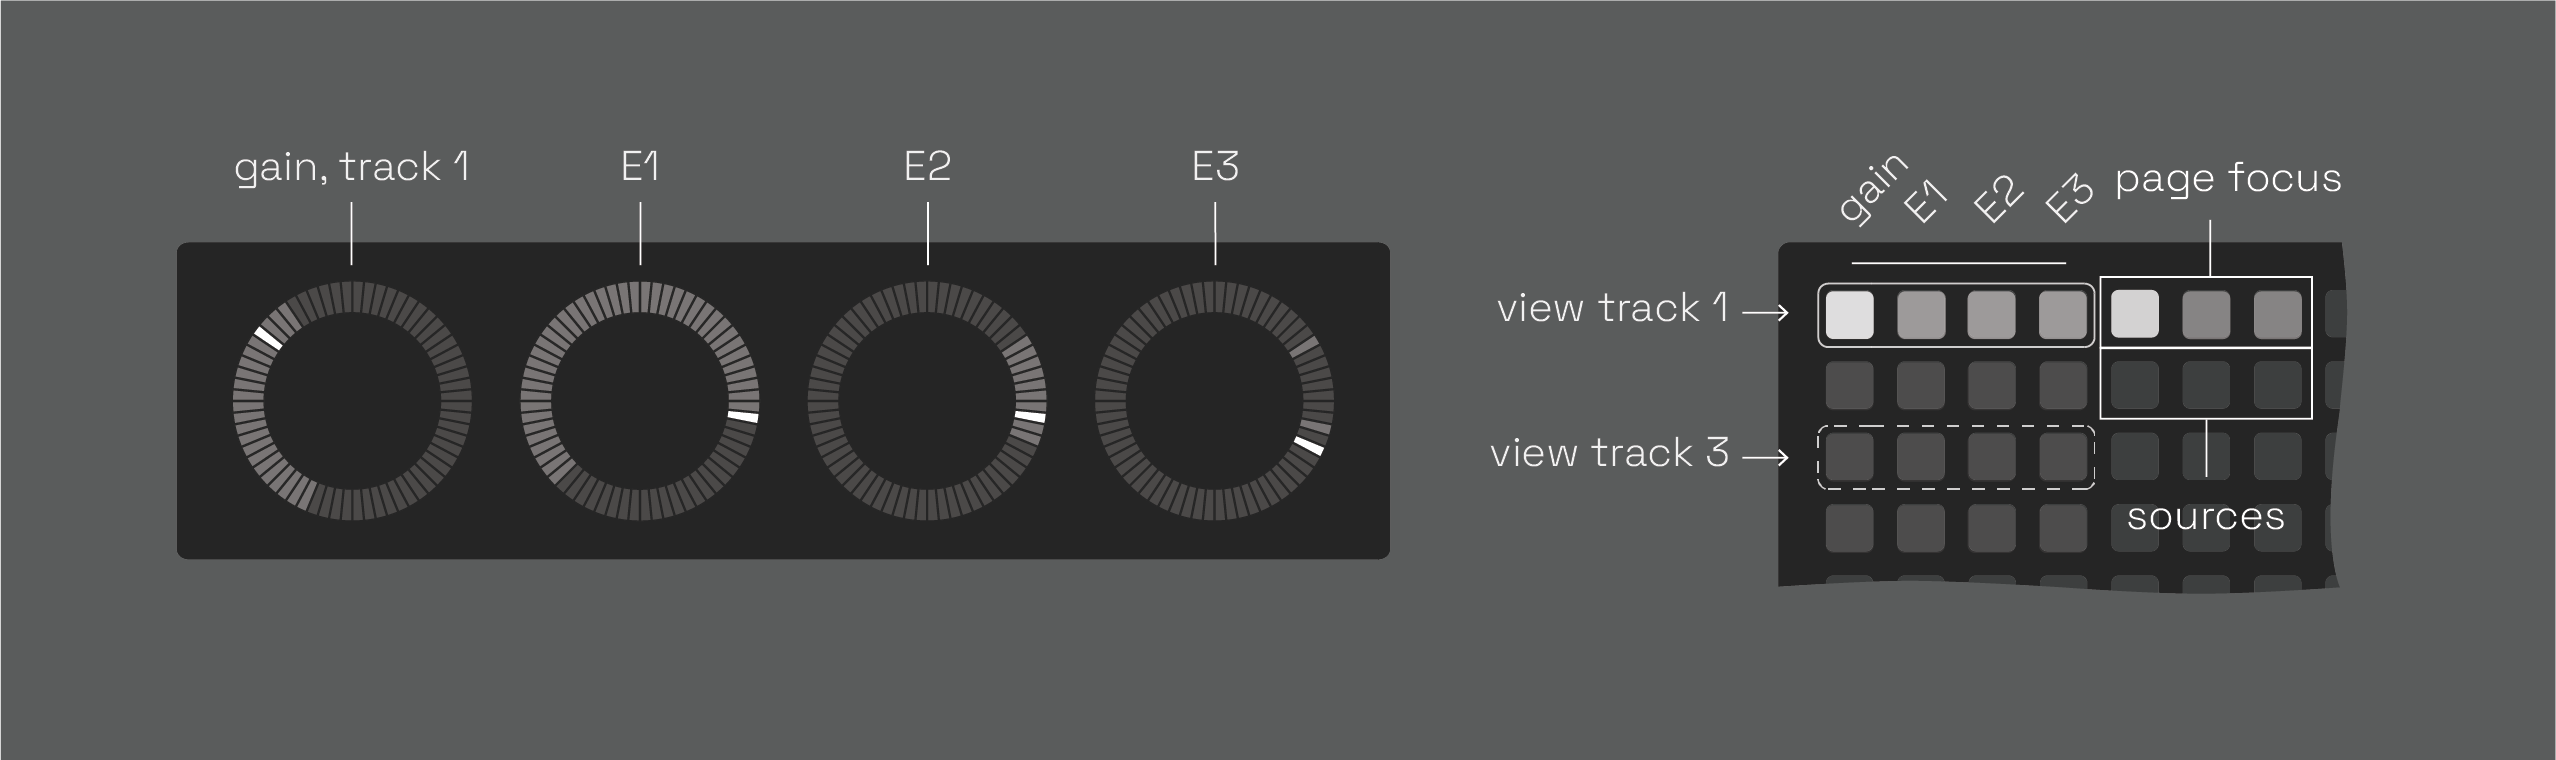 gain, track 1
E1
E2
E3
gain
E1
E2
E3
page focus
view track 1
view track 3
sources